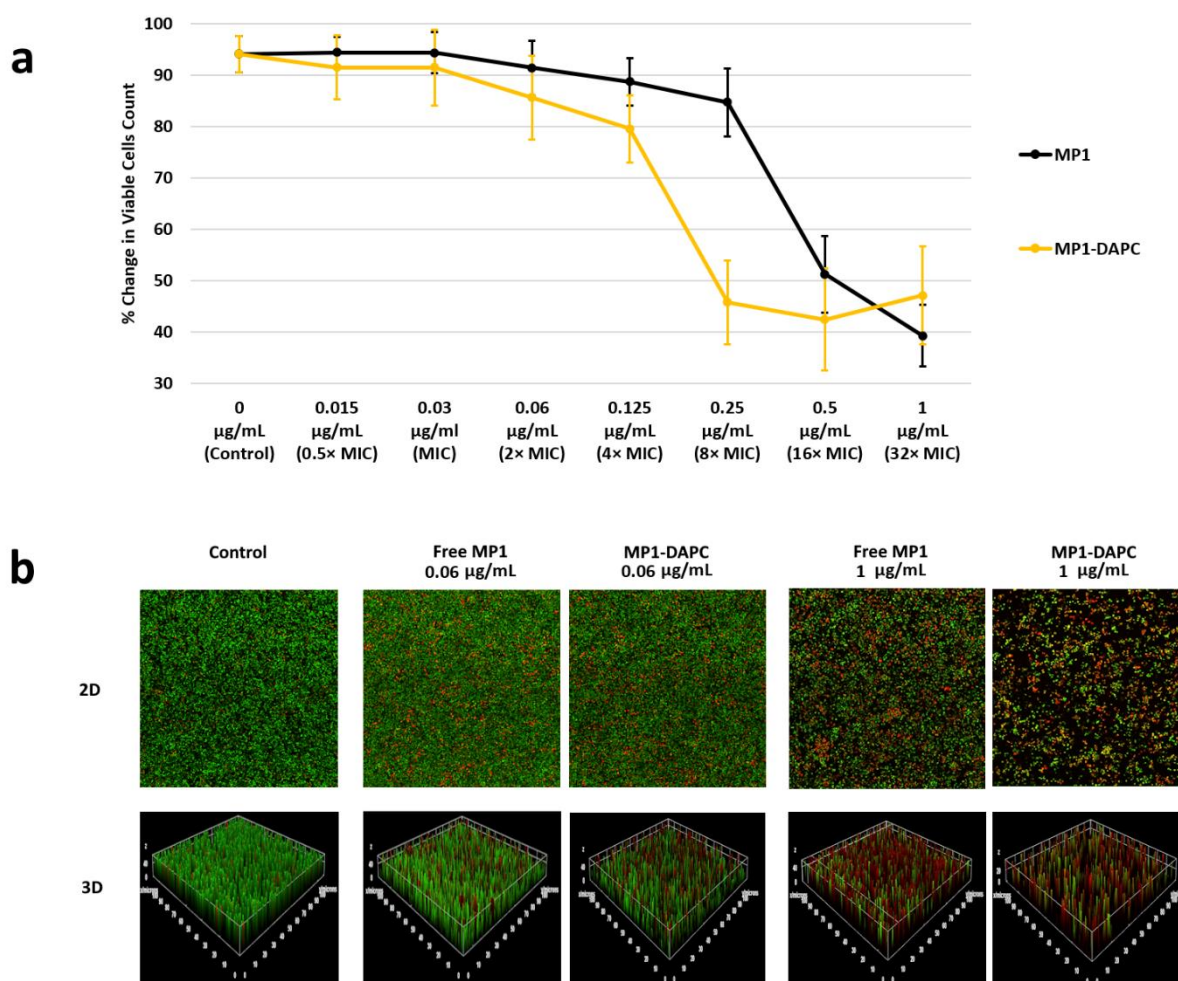 a
100
90
80
70
60
50
40
30
% Change in Viable Cells Count
0 0.015 0.03 0.06 0.125 0.25 0.5 1
µg/mL µg/mL µg/ml µg/mL µg/mL µg/mL µg/mL µg/mL
(Control) (0.5× MIC) (MIC) (2× MIC) (4× MIC) (8× MIC) (16× MIC) (32× MIC)
MP1
MP1-DAPC
b
Control Free MP1 MP1-DAPC Free MP1 MP1-DAPC
0.06 µg/mL 0.06 µg/mL 1 µg/mL 1 µg/mL
2D
3D